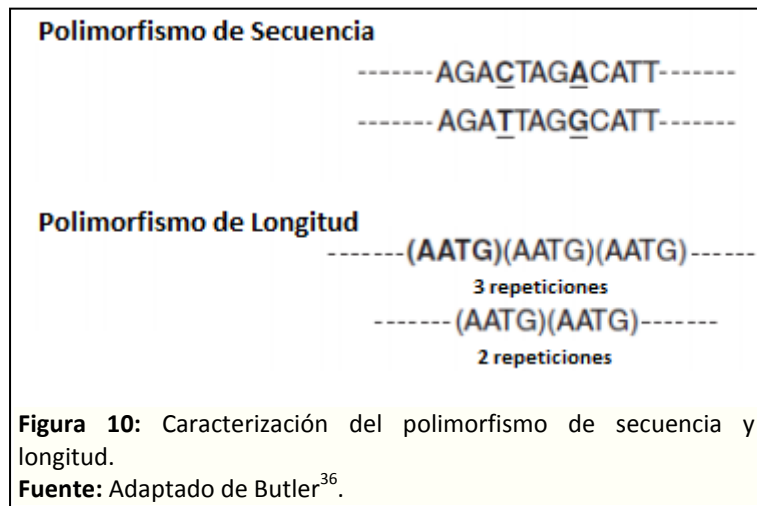 Polimorfismo de Secuencia
-------AGACTAGACATT-------
-------AGATTAGGCATT-------
Polimorfismo de Longitud
-------(AATG)(AATG)(AATG)------
3 repeticiones
-------(AATG)(AATG)-------
2 repeticiones
Figura 10: Caracterización del polimorfismo de secuencia y
longitud.
Fuente: Adaptado de Butler36.